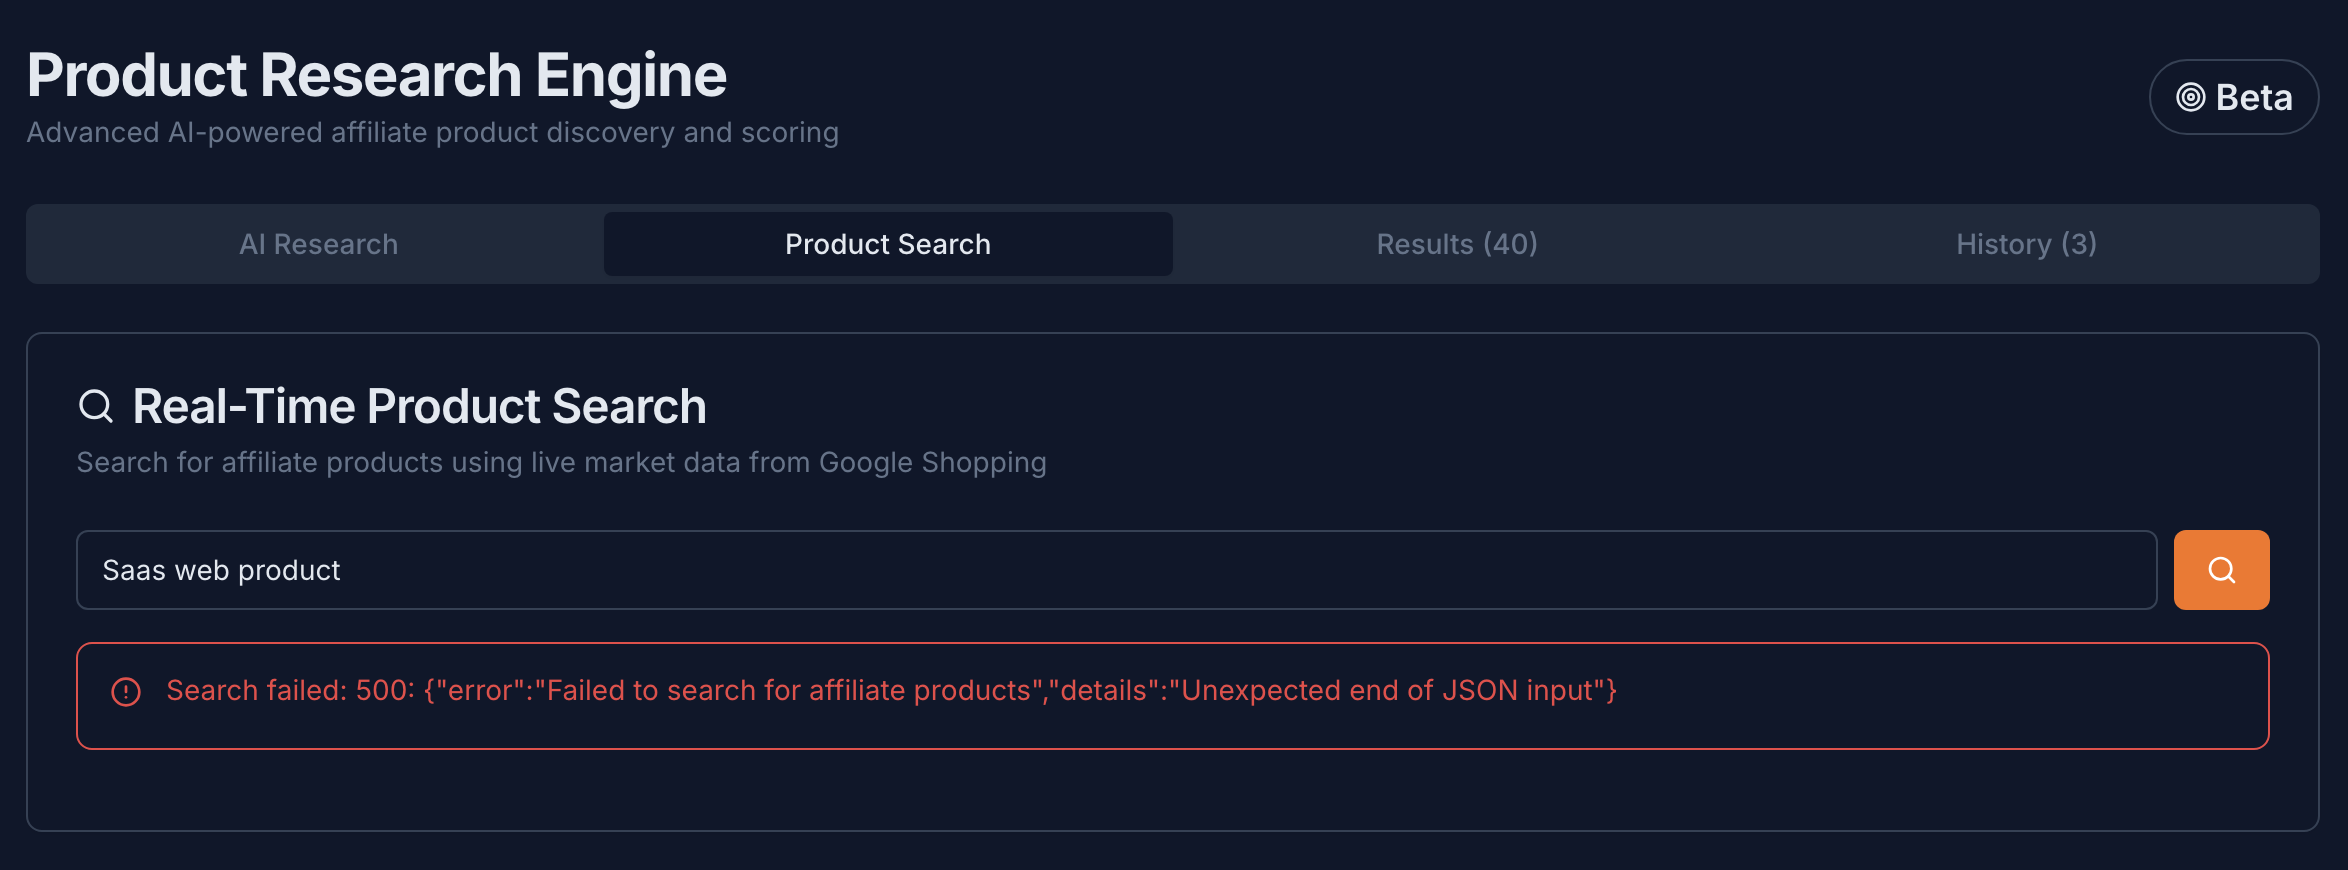 Product Research Engine
Advanced AI-powered affiliate product discovery and scoring
Beta
AI Research
Product Search
Results (40)
History (3)
Real-Time Product Search
Search for affiliate products using live market data from Google Shopping
Saas web product
Search failed: 500: {"error":"Failed to search for affiliate products","details":"Unexpected end of JSON input"}